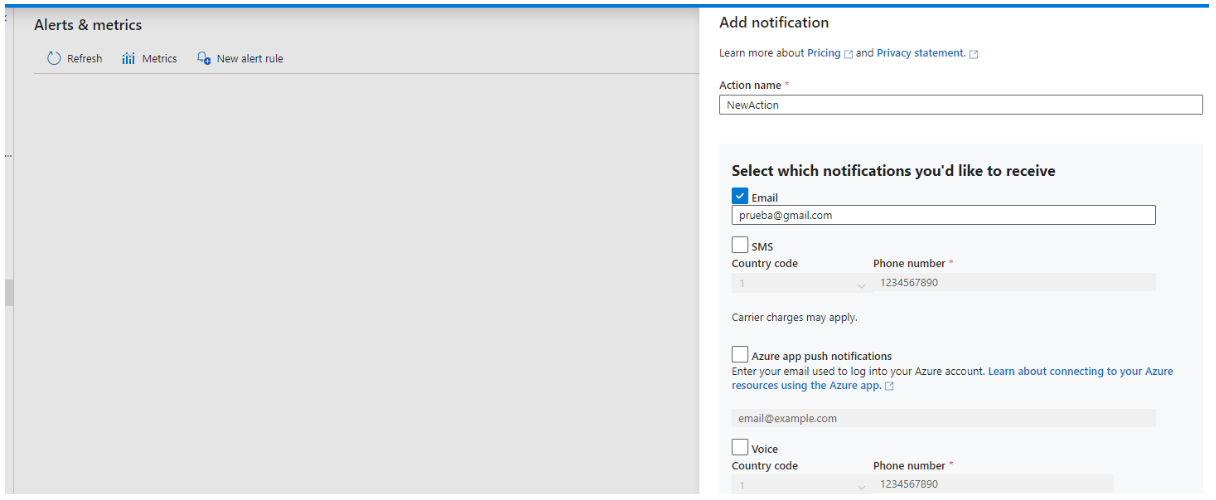 Alerts & metrics
Refresh Metrics New alert rule
Add notification
Learn more about Pricing and Privacy statement.
Action name *
NewAction
Select which notifications you'd like to receive
Email
prueba@gmail.com
SMS
Country code Phone number *
1 1234567890
Carrier charges may apply.
Azure app push notifications
Enter your email used to log into your Azure account. Learn about connecting to your Azure
resources using the Azure app.
email@example.com
Voice
Country code Phone number *
1 1234567890